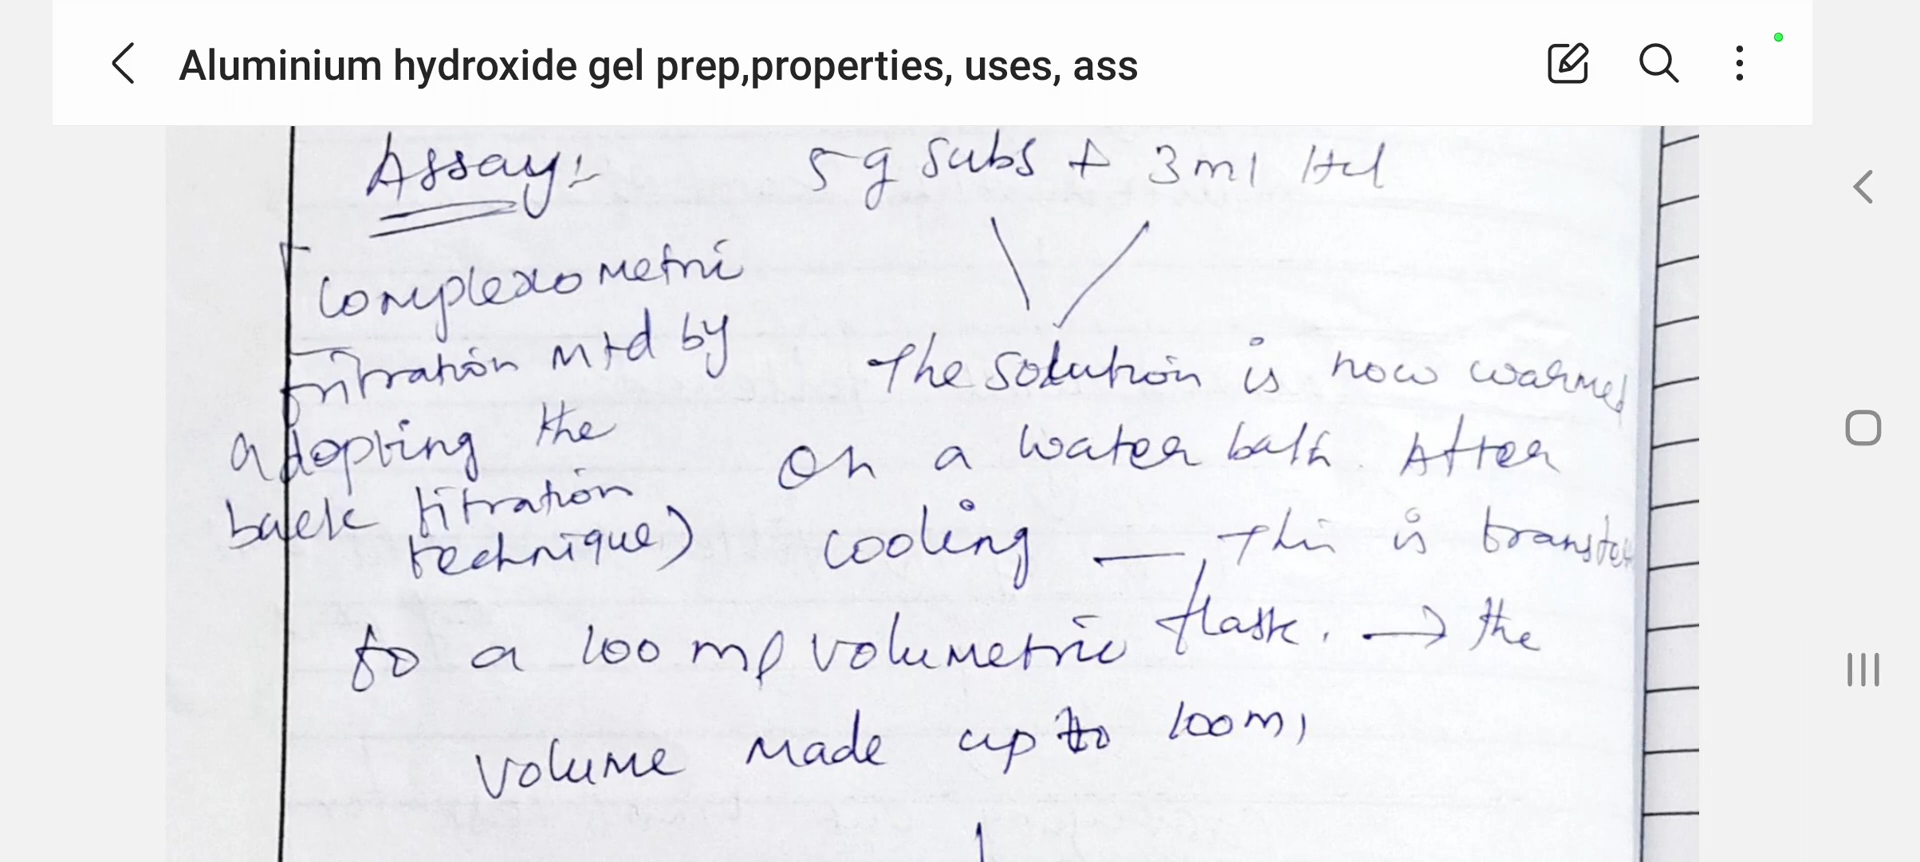 Aluminium hydroxide gel prep,properties, uses, ass
Assay:-
5g subs + 3ml Hcl
[complexometri
titration mtd by
adopting the
back titration
technique)
The solution is now warmed
on a water bath. After
cooling — This is transfer
to a 100 ml volumetric flask. → the
volume made up to 100ml